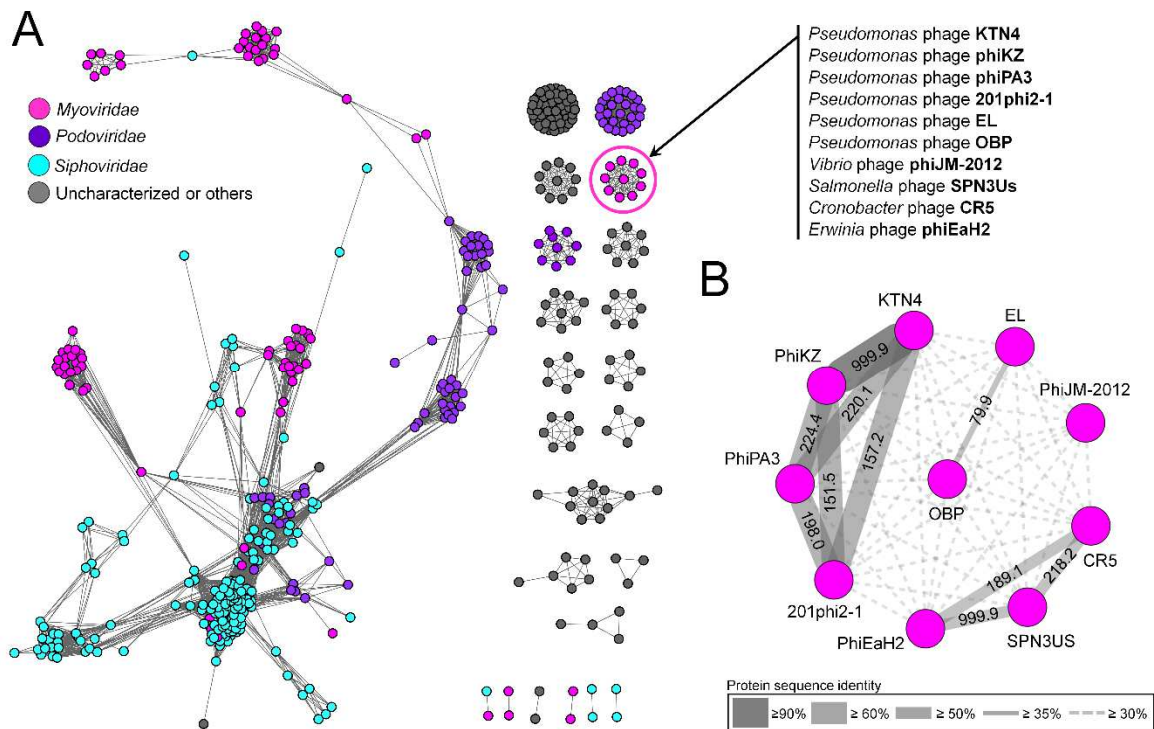 A
Myoviridae
Podoviridae
Siphoviridae
Uncharacterized or others
Pseudomonas phage KTN4
Pseudomonas phage phiKZ
Pseudomonas phage phiPA3
Pseudomonas phage 201phi2-1
Pseudomonas phage EL
Pseudomonas phage OBP
Vibrio phage phiJM-2012
Salmonella phage SPN3Us
Cronobacter phage CR5
Erwinia phage phiEaH2
B
KTN4
EL
PhiKZ
999.9
PhiJM-2012
220.1
79.9
224.4
157.2
PhiPA3
151.5
OBP
198.0
CR5
189.1
218.2
201phi2-1
999.9
PhiEaH2
SPN3US
Protein sequence identity
≥90%
≥ 60%
≥ 50%
≥ 35%
≥ 30%